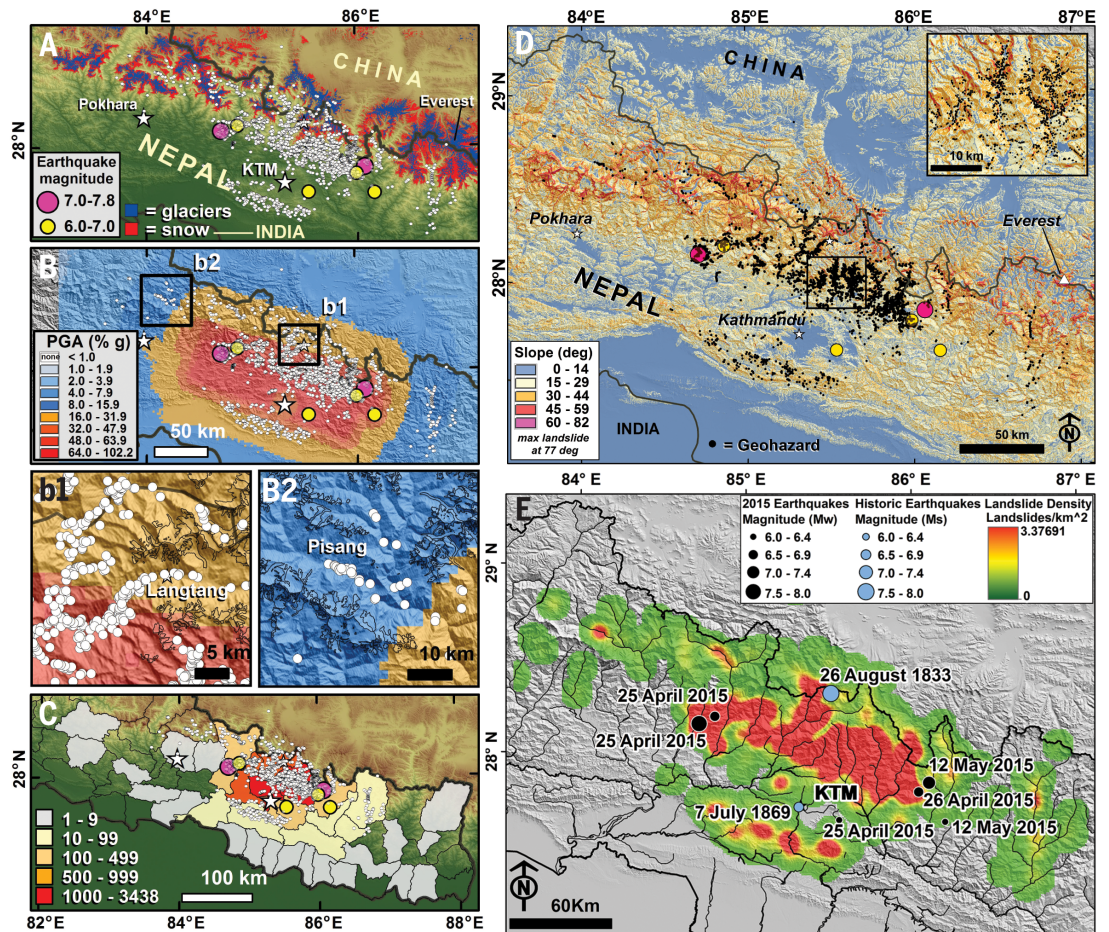 84°E
86°E
A
CHINA
Everest
Pokhara
28°N
NEPAL
KTM
Earthquake
magnitude
7.0-7.8
6.0-7.0
= glaciers
= snow
INDIA
B
b2
b1
PGA (% g)
none
< 1.0
1.0 - 1.9
2.0 - 3.9
4.0 - 7.9
8.0 - 15.9
16.0 - 31.9
32.0 - 47.9
48.0 - 63.9
64.0 - 102.2
50 km
28°N
b1
Langtang
5 km
B2
Pisang
10 km
C
28°N
1 - 9
10 - 99
100 - 499
500 - 999
1000 - 3438
100 km
82°E
84°E
86°E
88°E
84°E
85°E
86°E
87°E
D
CHINA
10 km
29°N
Pokhara
Everest
28°N
NEPAL
Kathmandu
Slope (deg)
0 - 14
15 - 29
30 - 44
45 - 59
60 - 82
max landslide
at 77 deg
INDIA
= Geohazard
N
50 km
84°E
85°E
86°E
87°E
E
2015 Earthquakes
Magnitude (Mw)
6.0 - 6.4
6.5 - 6.9
7.0 - 7.4
7.5 - 8.0
Historic Earthquakes
Magnitude (Ms)
6.0 - 6.4
6.5 - 6.9
7.0 - 7.4
7.5 - 8.0
Landslide Density
Landslides/km^2
3.37691
0
29°N
26 August 1833
25 April 2015
25 April 2015
28°N
12 May 2015
KTM
26 April 2015
7 July 1869
25 April 2015
12 May 2015
N
60Km